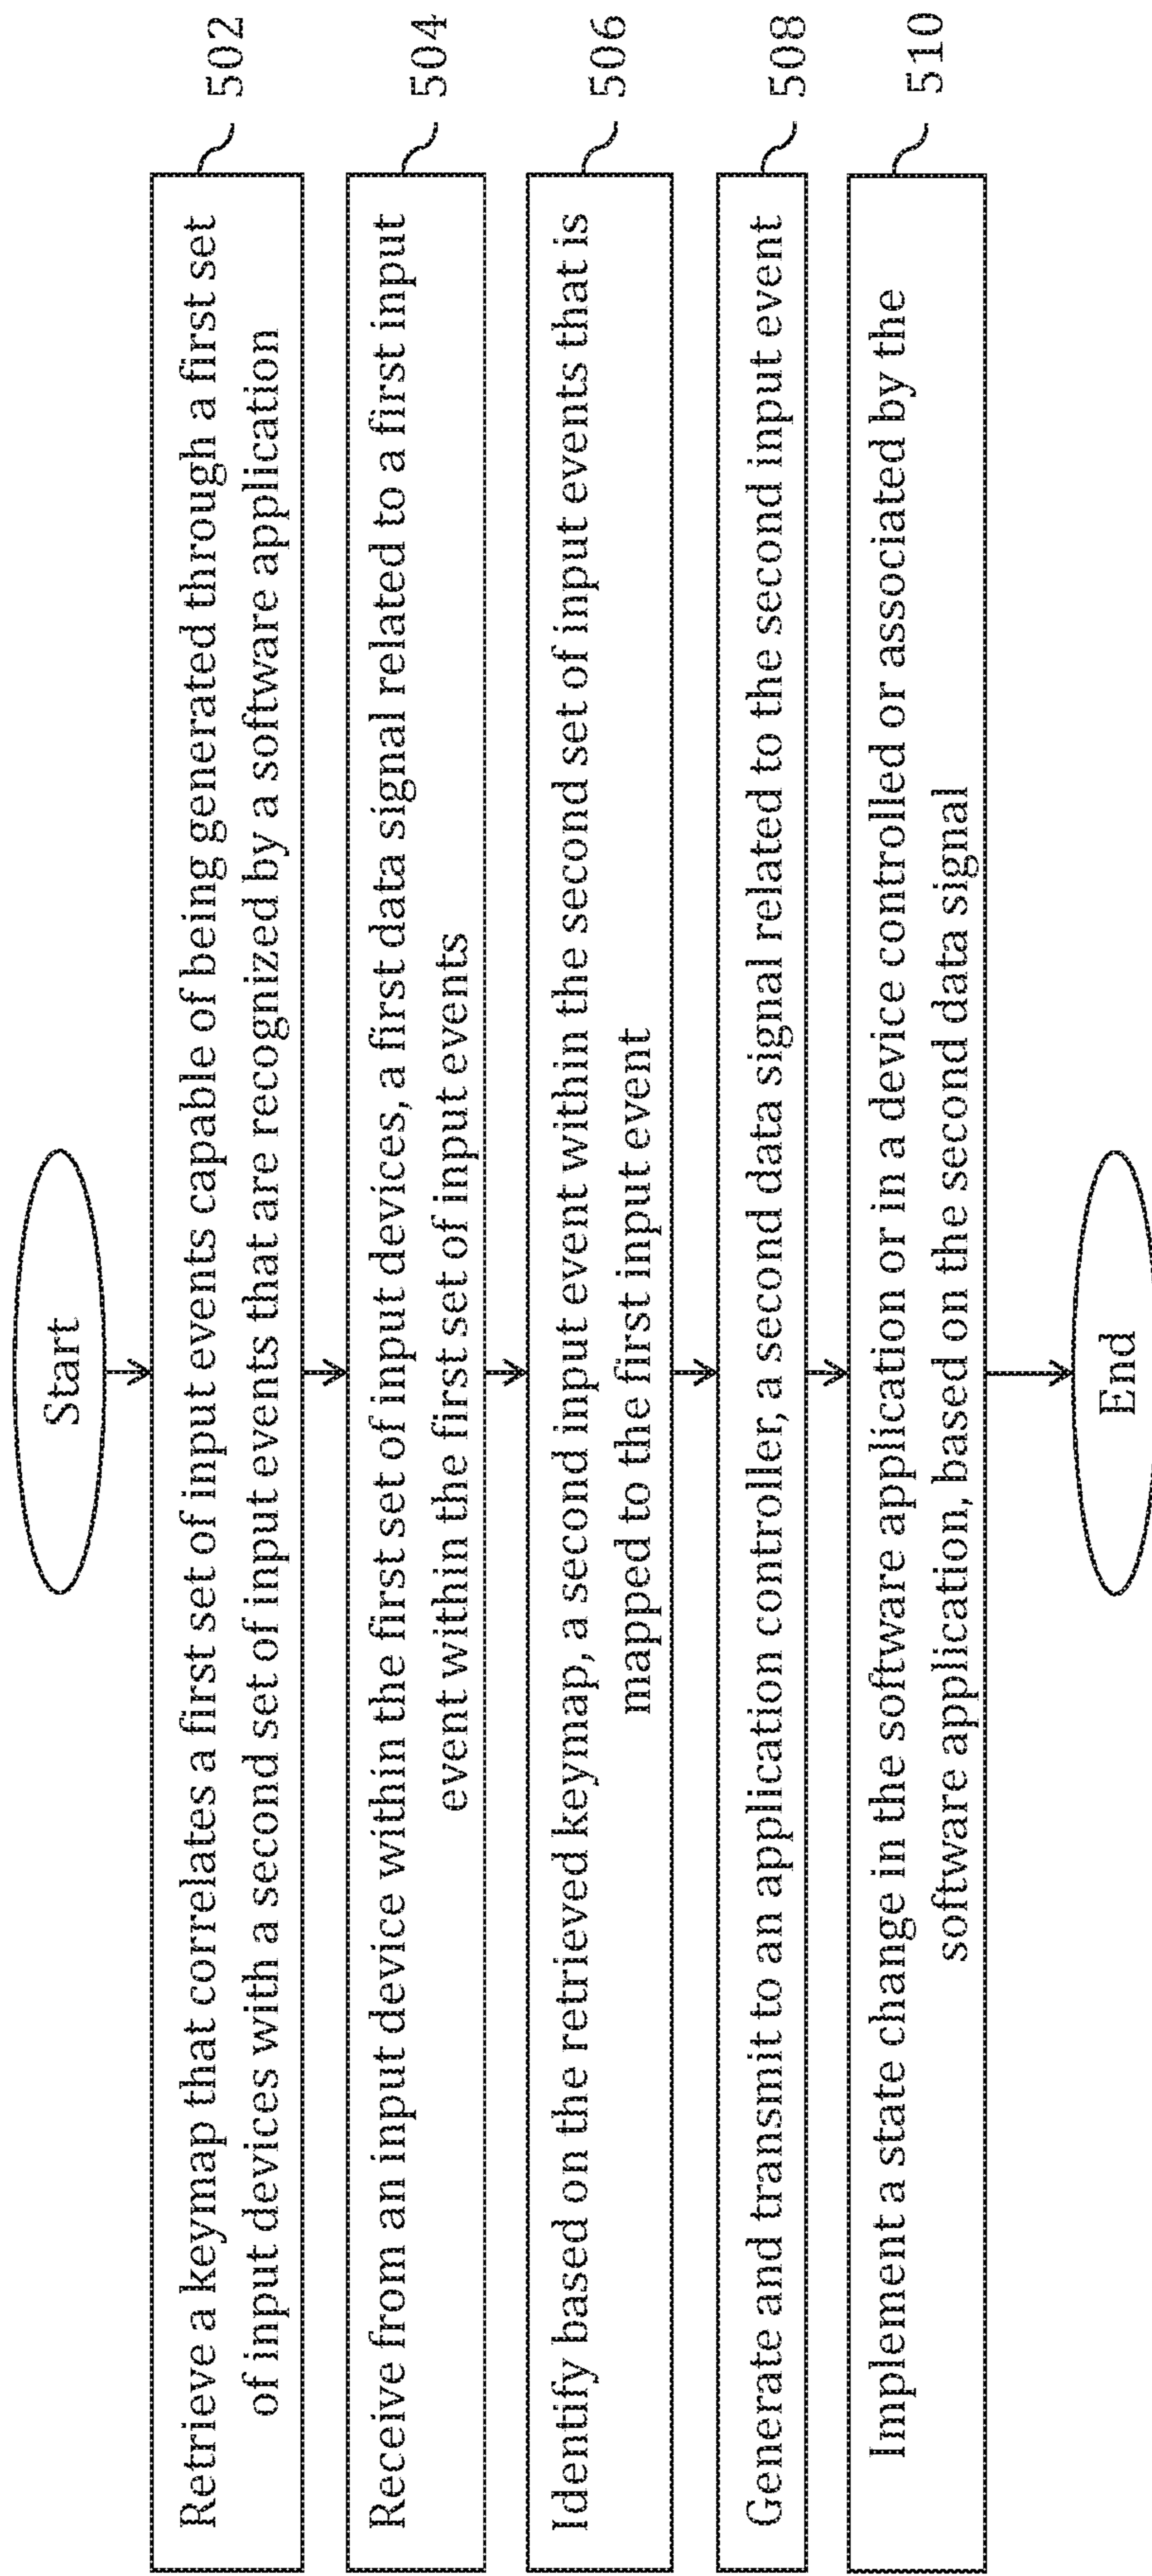 Start
Retrieve a keymap that correlates a first set of input events capable of being generated through a first set
of input devices with a second set of input events that are recognized by a software application
502
Receive from an input device within the first set of input devices, a first data signal related to a first input
event within the first set of input events
504
Identify based on the retrieved keymap, a second input event within the second set of input events that is
mapped to the first input event
506
Generate and transmit to an application controller, a second data signal related to the second input event
508
Implement a state change in the software application or in a device controlled or associated by the
software application, based on the second data signal
510
End